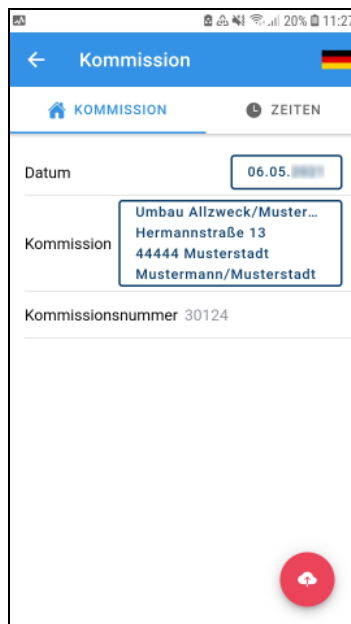 20% 11:27
Kommission
KOMMISSION ZEITEN
Datum 06.05.
Umbau Allzweck/Muster...
Hermannstraße 13
Kommission
44444 Musterstadt
Mustermann/Musterstadt
Kommissionsnummer 30124